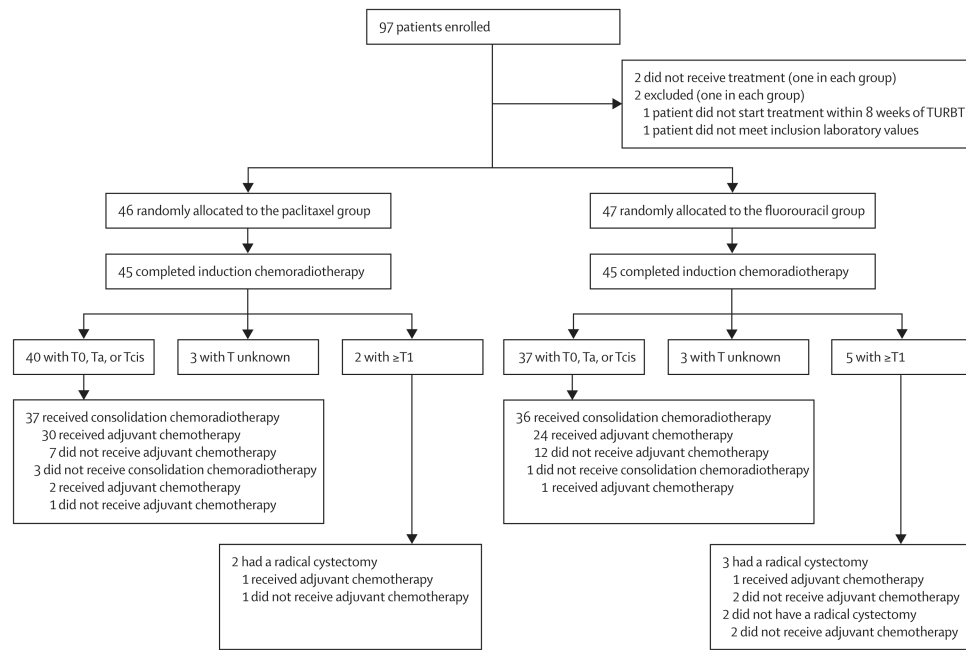 97 patients enrolled
2 did not receive treatment (one in each group)
2 excluded (one in each group)
1 patient did not start treatment within 8 weeks of TURBT
1 patient did not meet inclusion laboratory values
46 randomly allocated to the paclitaxel group
47 randomly allocated to the fluorouracil group
45 completed induction chemoradiotherapy
45 completed induction chemoradiotherapy
40 with T0, Ta, or Tcis
3 with T unknown
2 with ≥T1
37 with T0, Ta, or Tcis
3 with T unknown
5 with ≥T1
37 received consolidation chemoradiotherapy
30 received adjuvant chemotherapy
7 did not receive adjuvant chemotherapy
3 did not receive consolidation chemoradiotherapy
2 received adjuvant chemotherapy
1 did not receive adjuvant chemotherapy
36 received consolidation chemoradiotherapy
24 received adjuvant chemotherapy
12 did not receive adjuvant chemotherapy
1 did not receive consolidation chemoradiotherapy
1 received adjuvant chemotherapy
2 had a radical cystectomy
1 received adjuvant chemotherapy
1 did not receive adjuvant chemotherapy
3 had a radical cystectomy
1 received adjuvant chemotherapy
2 did not receive adjuvant chemotherapy
2 did not have a radical cystectomy
2 did not receive adjuvant chemotherapy